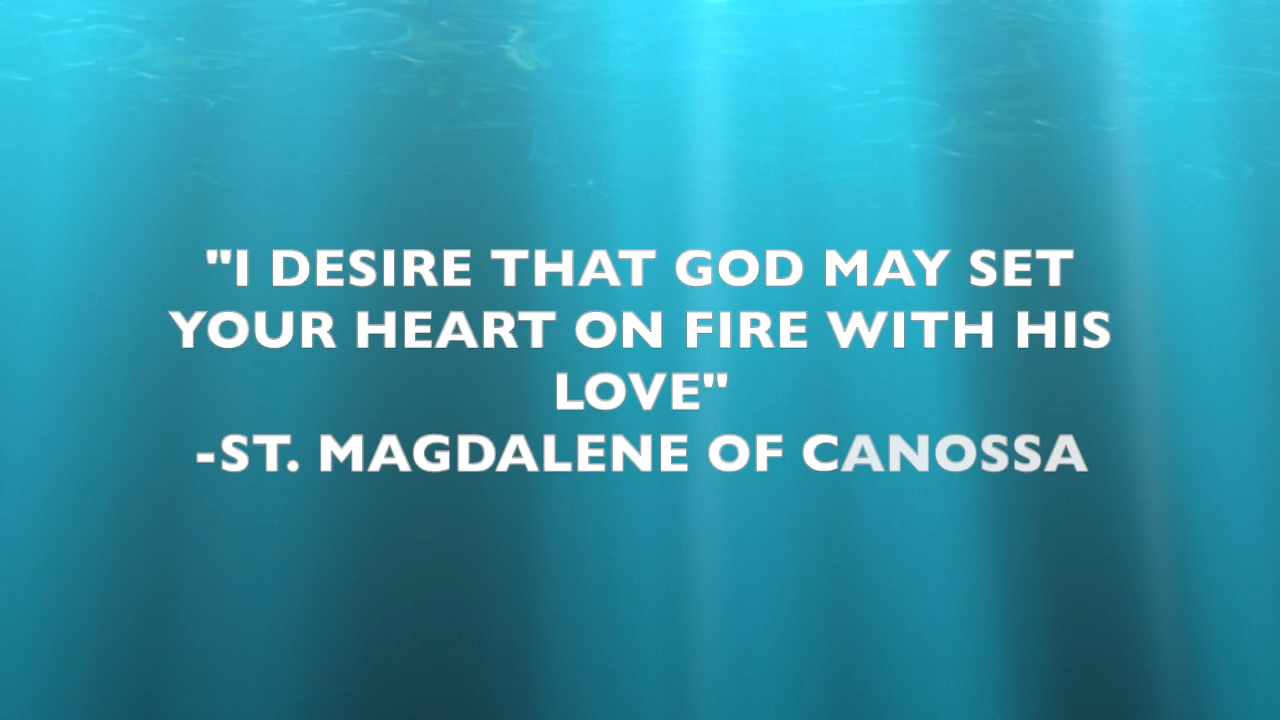 "I DESIRE THAT GOD MAY SET
YOUR HEART ON FIRE WITH HIS
LOVE"
-ST. MAGDALENE OF CANOSSA